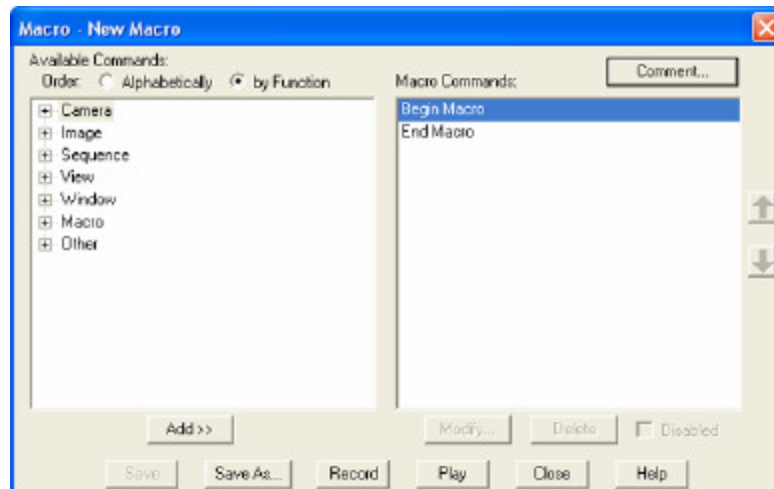 Macro - New Macro
Available Commands:
Order: Alphabetically by Function
Macro Commands:
Comment...
Camera
Image
Sequence
View
Window
Macro
Other
Begin Macro
End Macro
Add >>
Modify...
Delete
Disabled
Save
Save As...
Record
Play
Close
Help